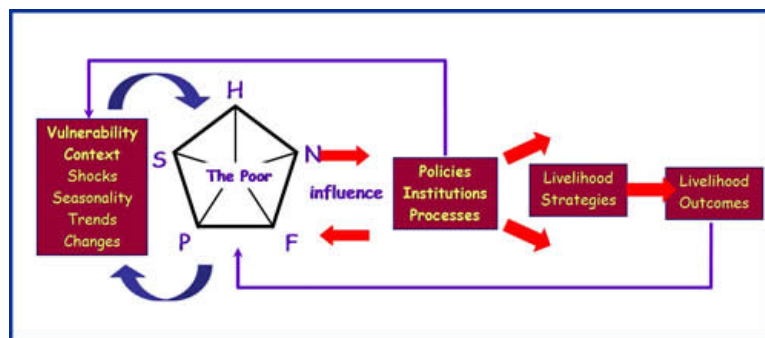 Vulnerability
Context
Shocks
Seasonality
Trends
Changes
H
S
N
P
F
The Poor
influence
Policies
Institutions
Processes
Livelihood
Strategies
Livelihood
Outcomes